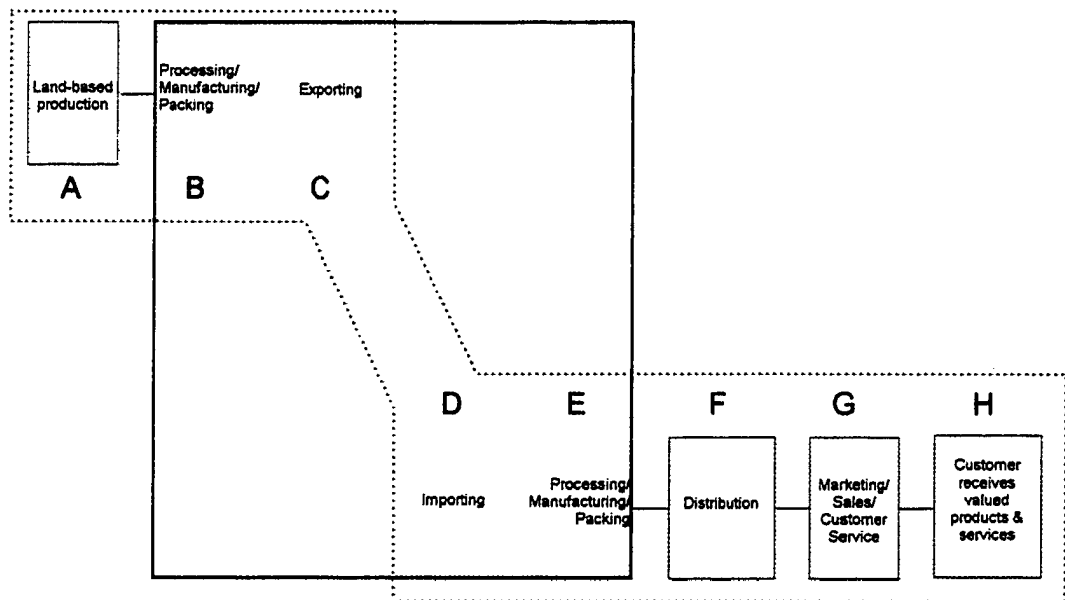 Land-based
production
Processing/
Manufacturing/
Packing
Exporting
A
B
C
D
E
F
G
H
Importing
Processing/
Manufacturing/
Packing
Distribution
Marketing/
Sales/
Customer
Service
Customer
receives
valued
products &
services